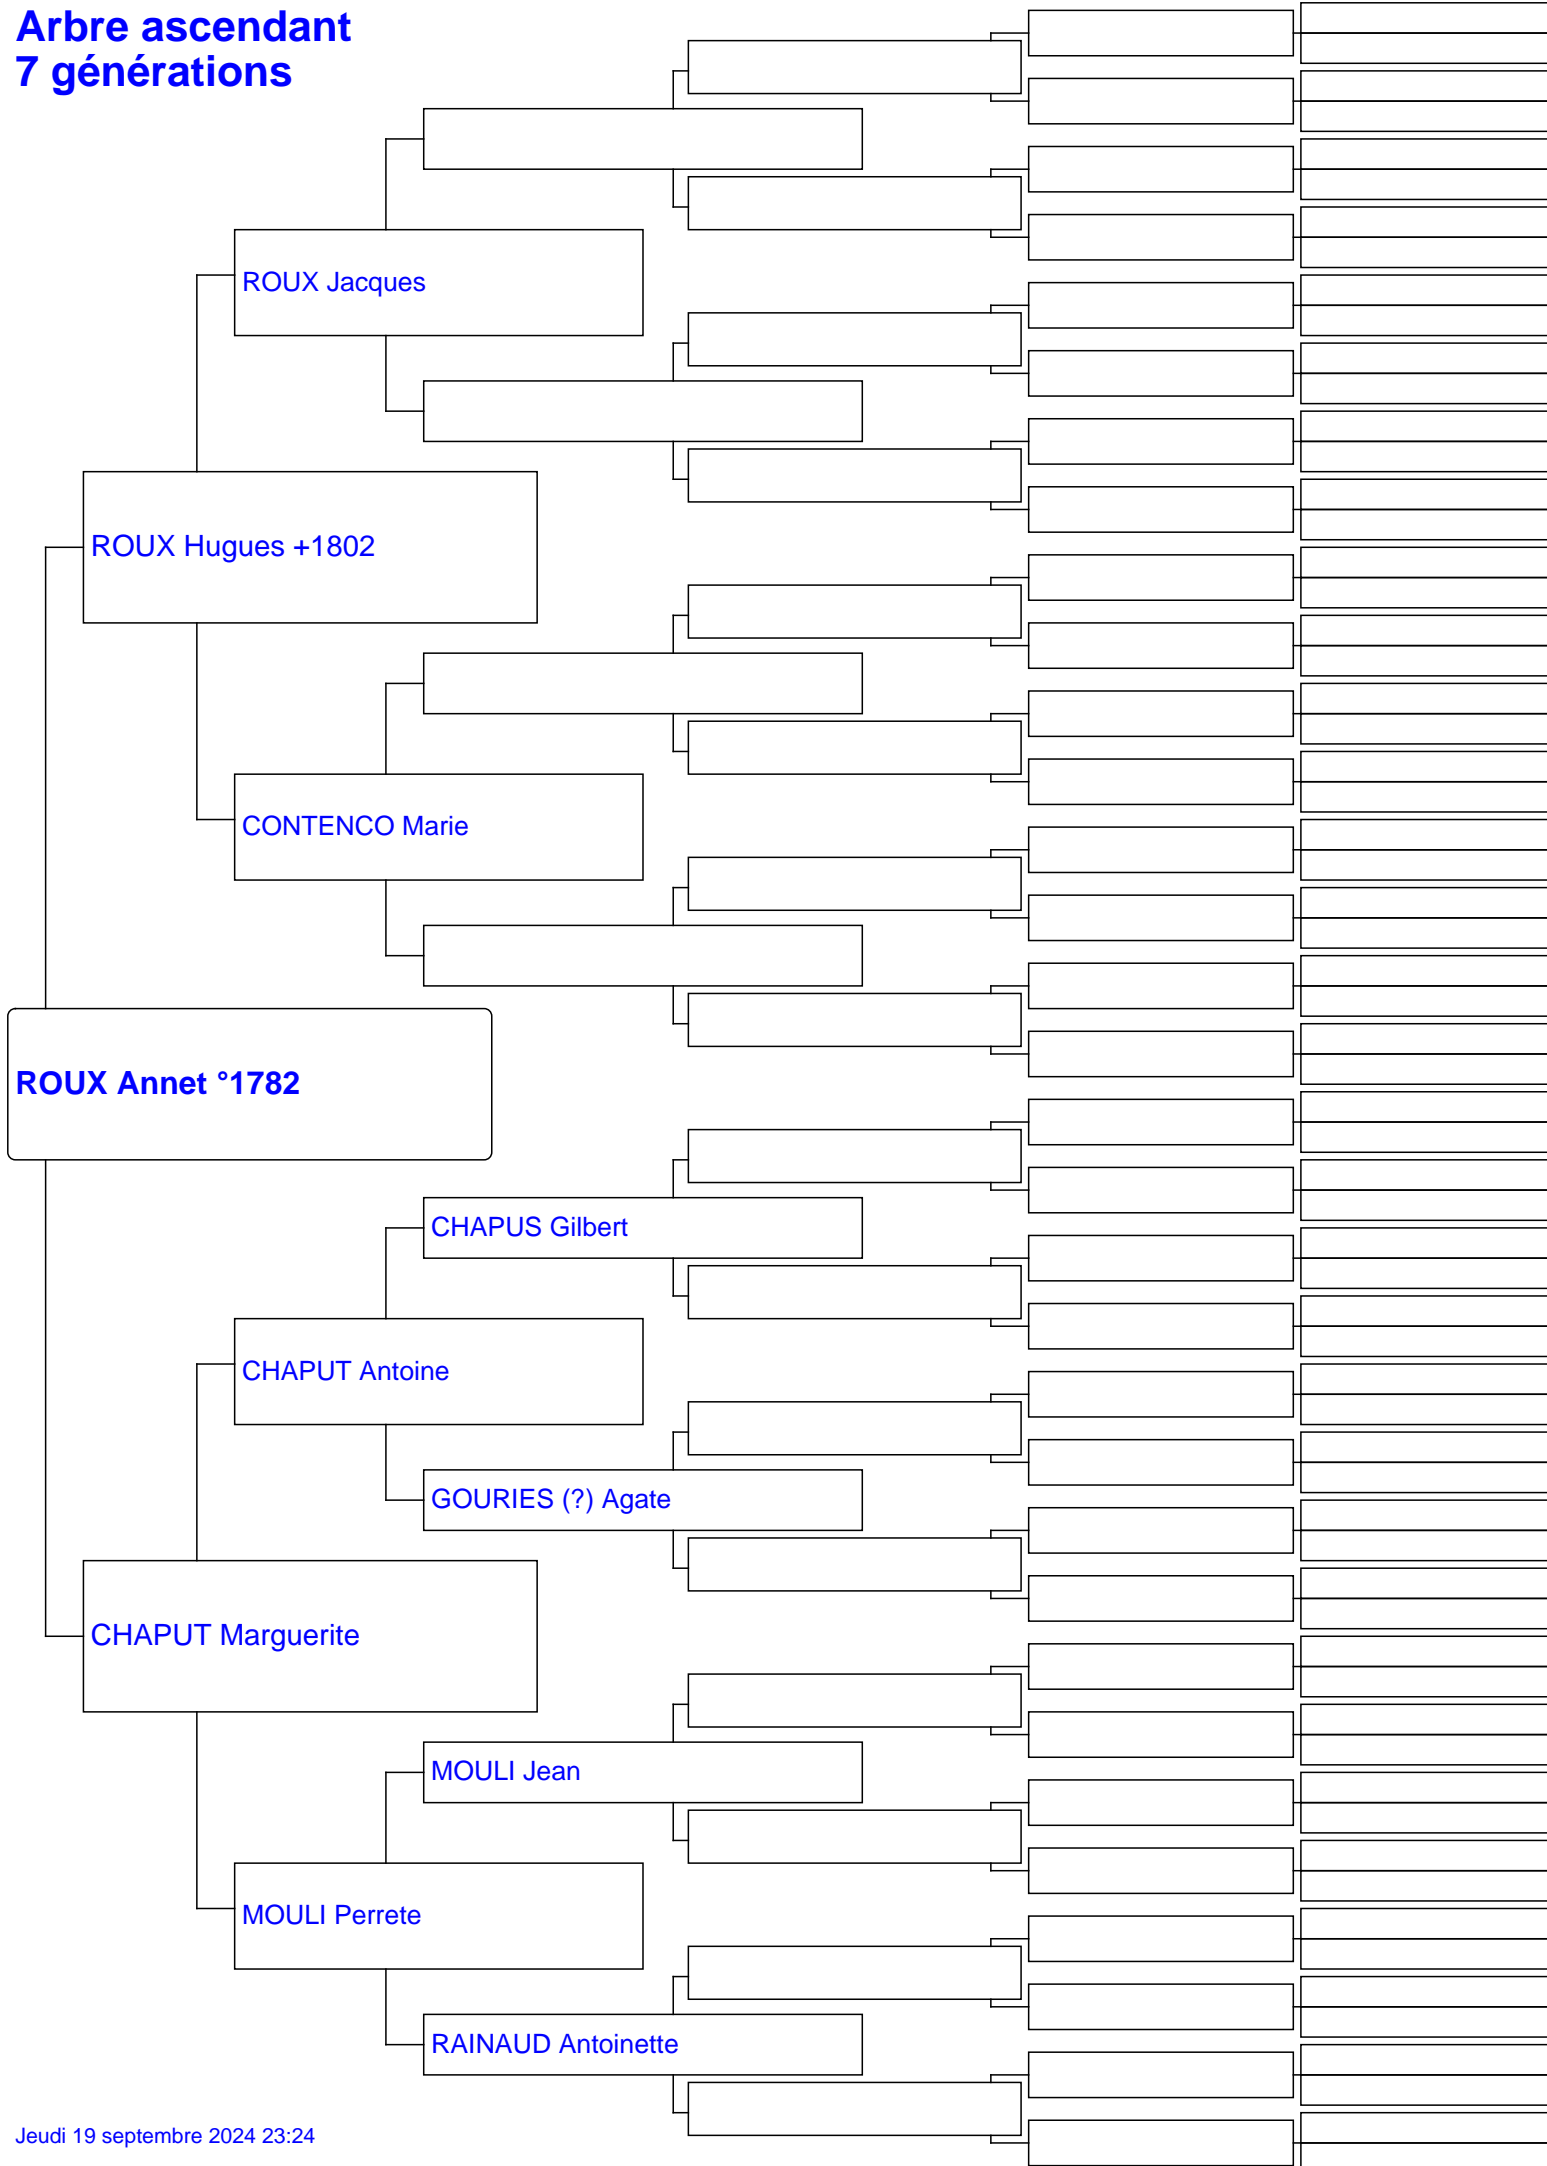 Arbre ascendant
7 générations
ROUX Jacques
ROUX Hugues +1802
CONTENCO Marie
ROUX Annet °1782
CHAPUS Gilbert
CHAPUT Antoine
GOURIES (?) Agate
CHAPUT Marguerite
MOULI Jean
MOULI Perrete
RAINAUD Antoinette
Jeudi 19 septembre 2024 23:24